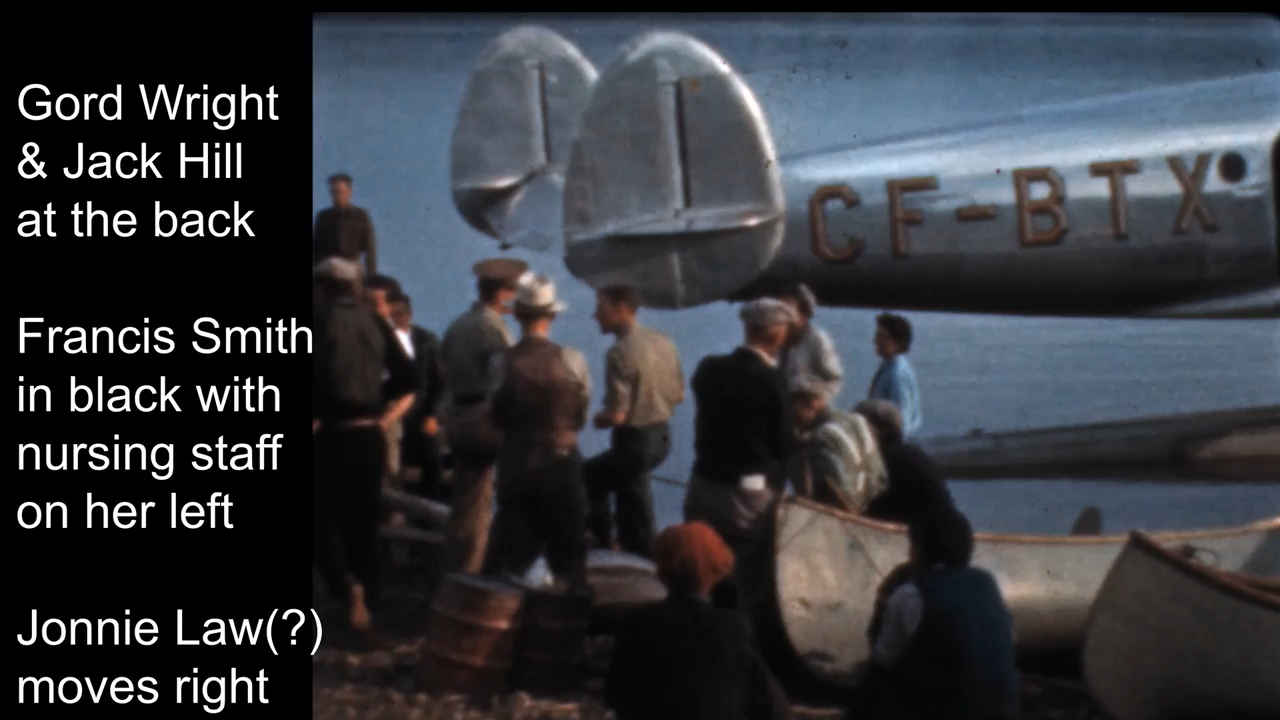 Gord Wright
& Jack Hill
at the back
Francis Smith
in black with
nursing staff
on her left
Jonnie Law(?)
moves right
CF-BTX